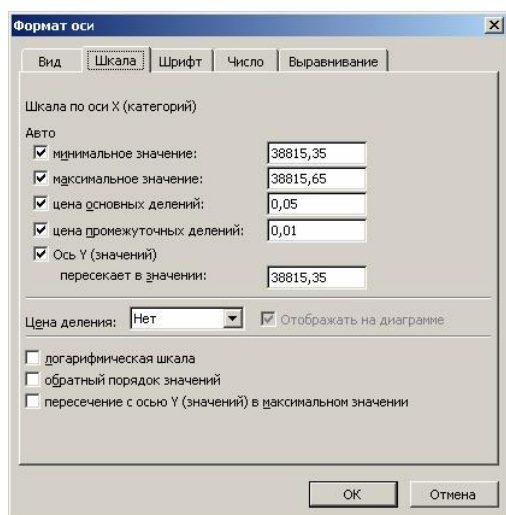 Формат оси
Вид Шкала Шрифт Число Выравнивание
Шкала по оси X (категорий)
Авто
минимальное значение: 38815,35
максимальное значение: 38815,65
цена основных делений: 0,05
цена промежуточных делений: 0,01
Ось Y (значений)
пересекает в значении: 38815,35
Цена деления: Нет Отображать на диаграмме
логарифмическая шкала
обратный порядок значений
пересечение с осью Y (значений) в максимальном значении
ОК Отмена